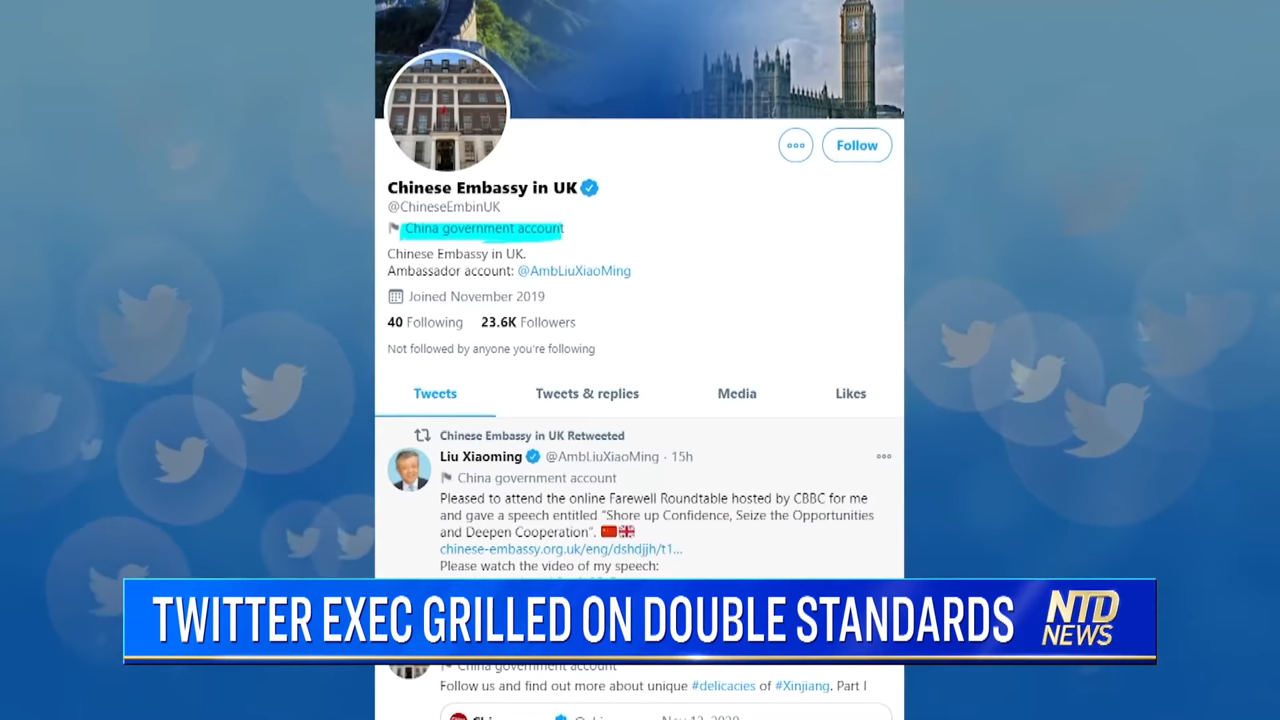 Follow
Chinese Embassy in UK
@ChineseEmbinUK
China government account
Chinese Embassy in UK.
Ambassador account: @AmbLiuXiaoMing
Joined November 2019
40 Following 23.6K Followers
Not followed by anyone you're following
Tweets Tweets & replies Media Likes
Chinese Embassy in UK Retweeted
Liu Xiaoming @AmbLiuXiaoMing · 15h
China government account
Pleased to attend the online Farewell Roundtable hosted by CBBC for me
and gave a speech entitled "Shore up Confidence, Seize the Opportunities
and Deepen Cooperation". 🇨🇳🇬🇧
chinese-embassy.org.uk/eng/dshdjjh/t1...
Please watch the video of my speech:
TWITTER EXEC GRILLED ON DOUBLE STANDARDS
NTD
NEWS
China government account
Follow us and find out more about unique #delicacies of #Xinjiang. Part I